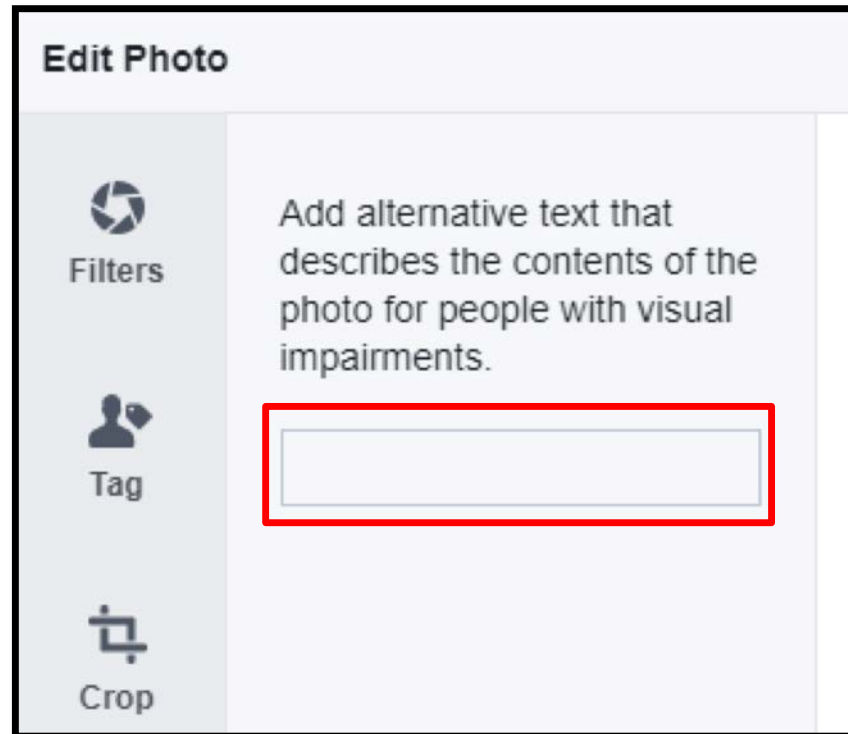 Edit Photo
Filters
Tag
Crop
Add alternative text that
describes the contents of the
photo for people with visual
impairments.